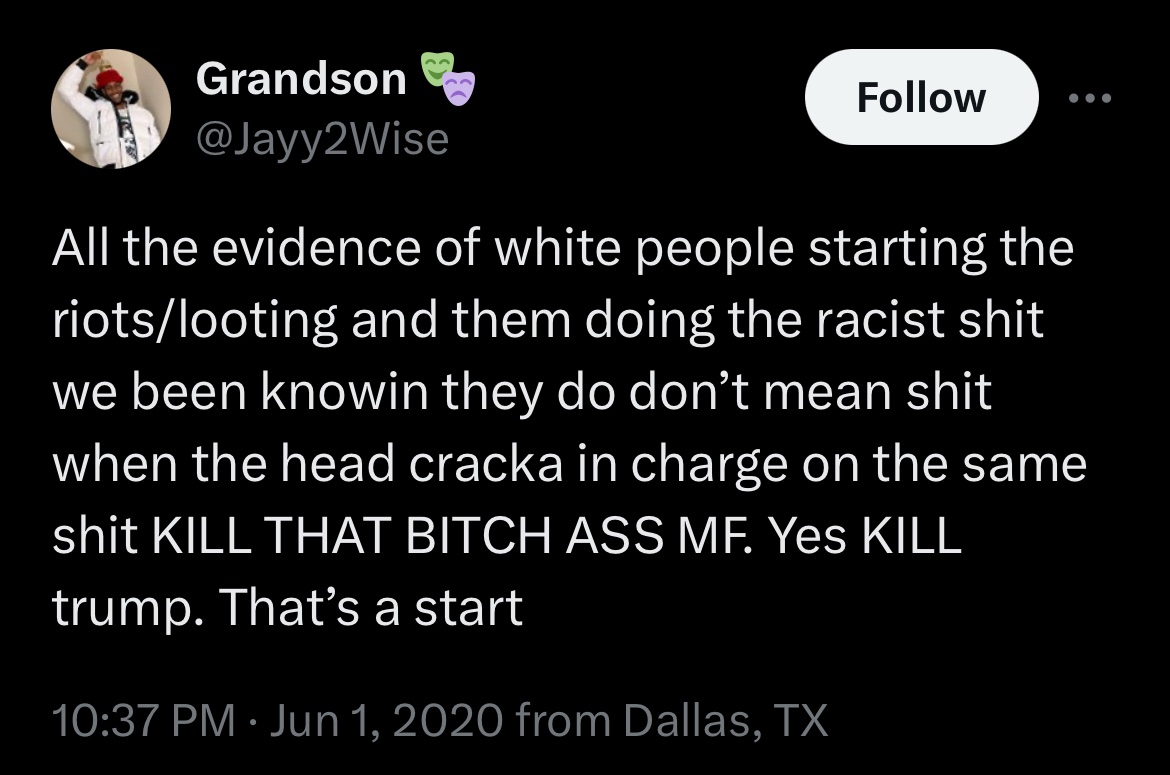 Grandson 🎭
@Jayy2Wise
Follow
All the evidence of white people starting the
riots/looting and them doing the racist shit
we been knowin they do don’t mean shit
when the head cracka in charge on the same
shit KILL THAT BITCH ASS MF. Yes KILL
trump. That’s a start
10:37 PM · Jun 1, 2020 from Dallas, TX